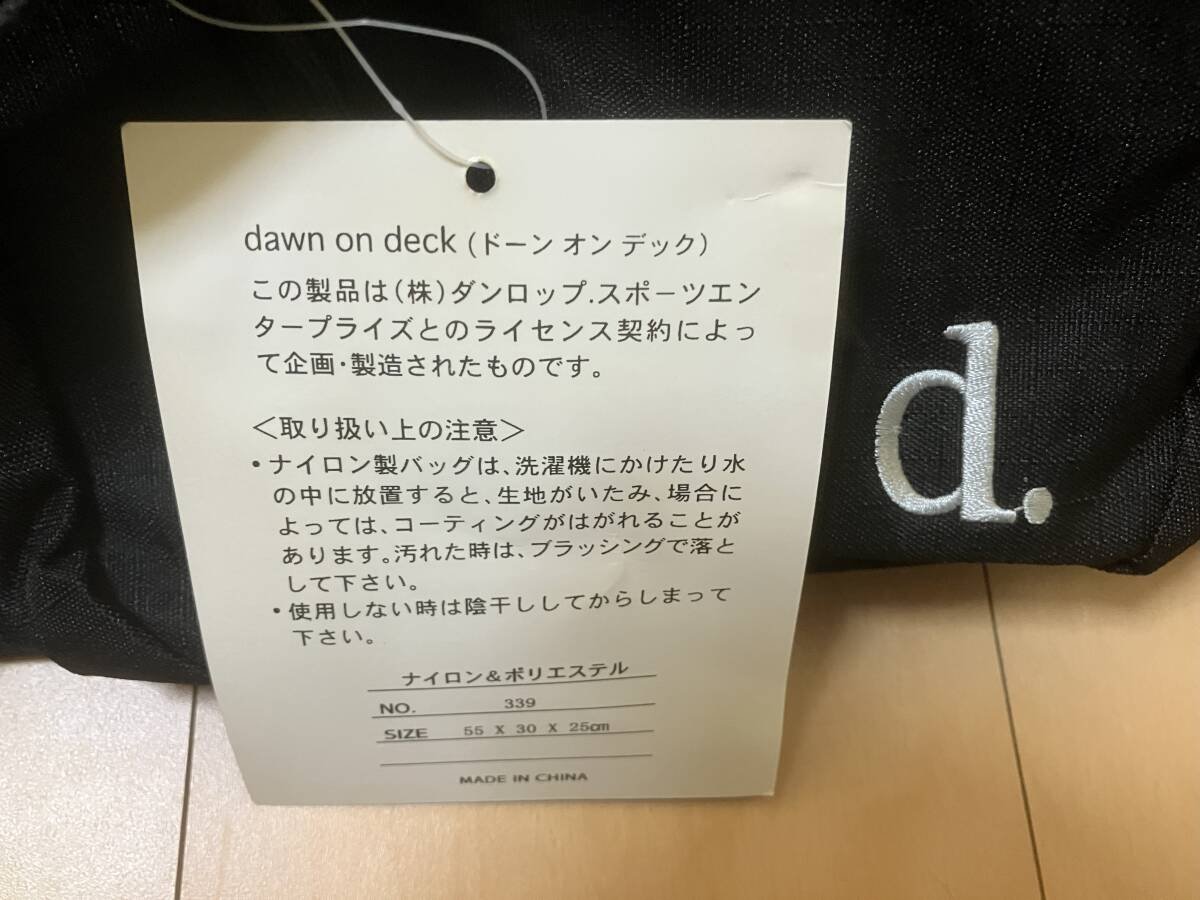 dawn on deck (ドーン オン デック)
この製品は(株)ダンロップ.スポーツエン
タープライズとのライセンス契約によっ
て企画・製造されたものです。
＜取り扱い上の注意＞
・ナイロン製バッグは、洗濯機にかけたり水
の中に放置すると、生地がいたみ、場合に
よっては、コーティングがはがれることが
あります。汚れた時は、ブラッシングで落と
して下さい。
・使用しない時は陰干ししてからしまって
下さい。
ナイロン&ポリエステル
NO. 339
SIZE 55 X 30 X 25㎝
MADE IN CHINA
d.